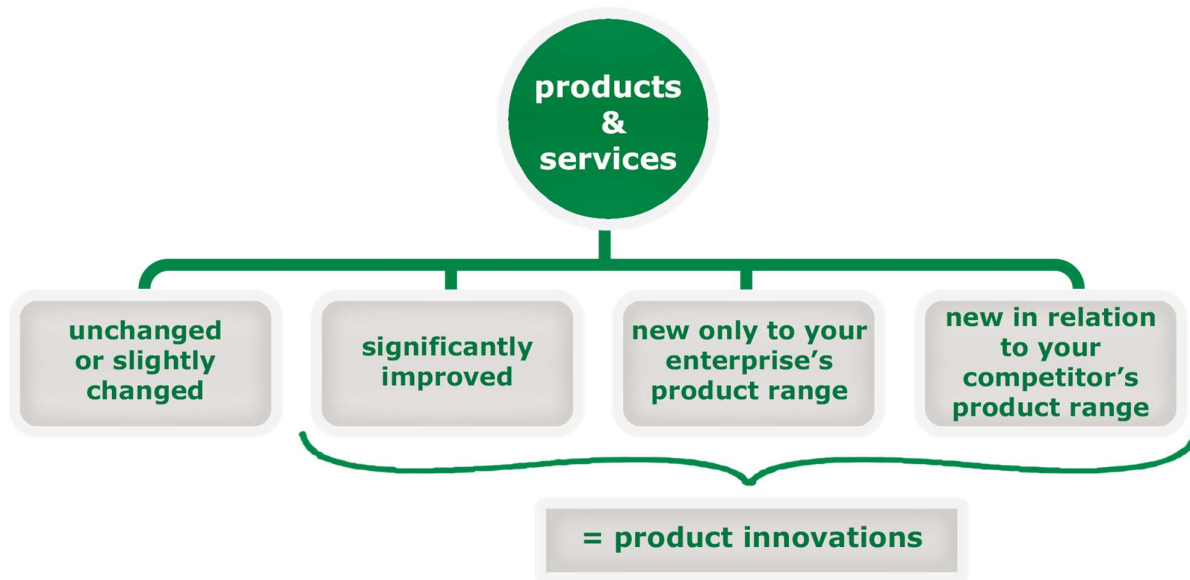 products
&
services
unchanged
or slightly
changed
significantly
improved
new only to your
enterprise’s
product range
new in relation
to your
competitor’s
product range
= product innovations